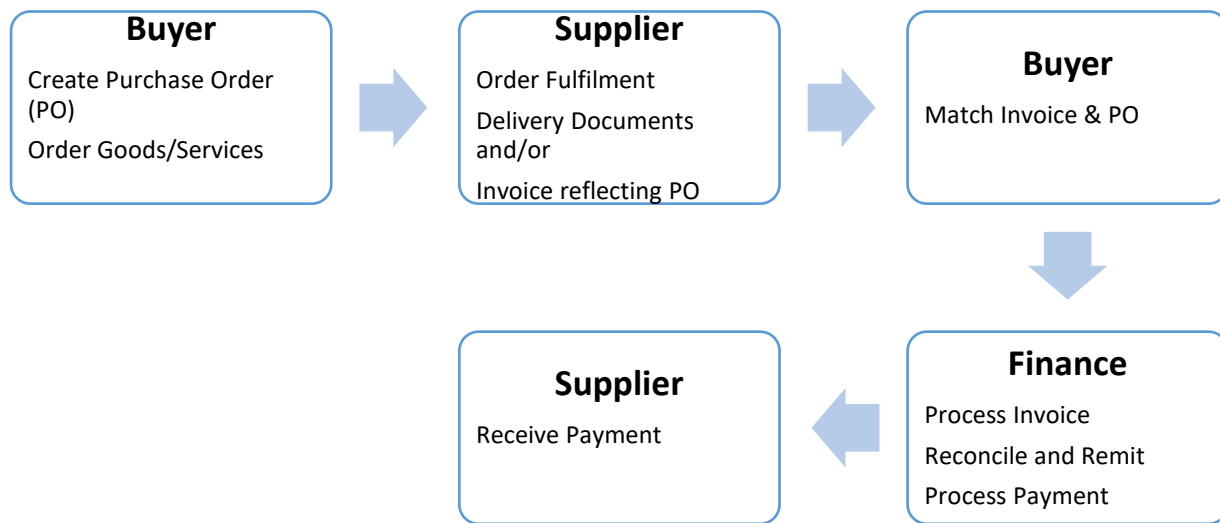 Buyer
Create Purchase Order
(PO)
Order Goods/Services
Supplier
Order Fulfilment
Delivery Documents
and/or
Invoice reflecting PO
Buyer
Match Invoice & PO
Finance
Process Invoice
Reconcile and Remit
Process Payment
Supplier
Receive Payment